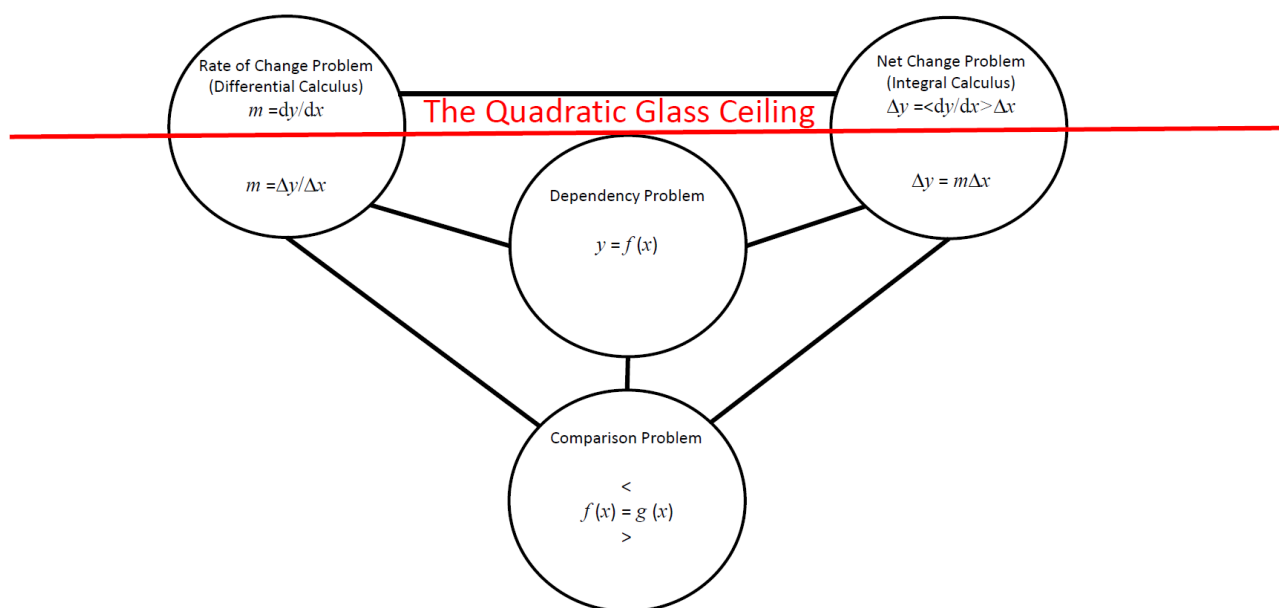 Rate of Change Problem
(Differential Calculus)
m =dy/dx
m =Δy/Δx
The Quadratic Glass Ceiling
Net Change Problem
(Integral Calculus)
Δy =<dy/dx>Δx
Δy = mΔx
Dependency Problem
y = f (x)
Comparison Problem
<
f (x) = g (x)
>